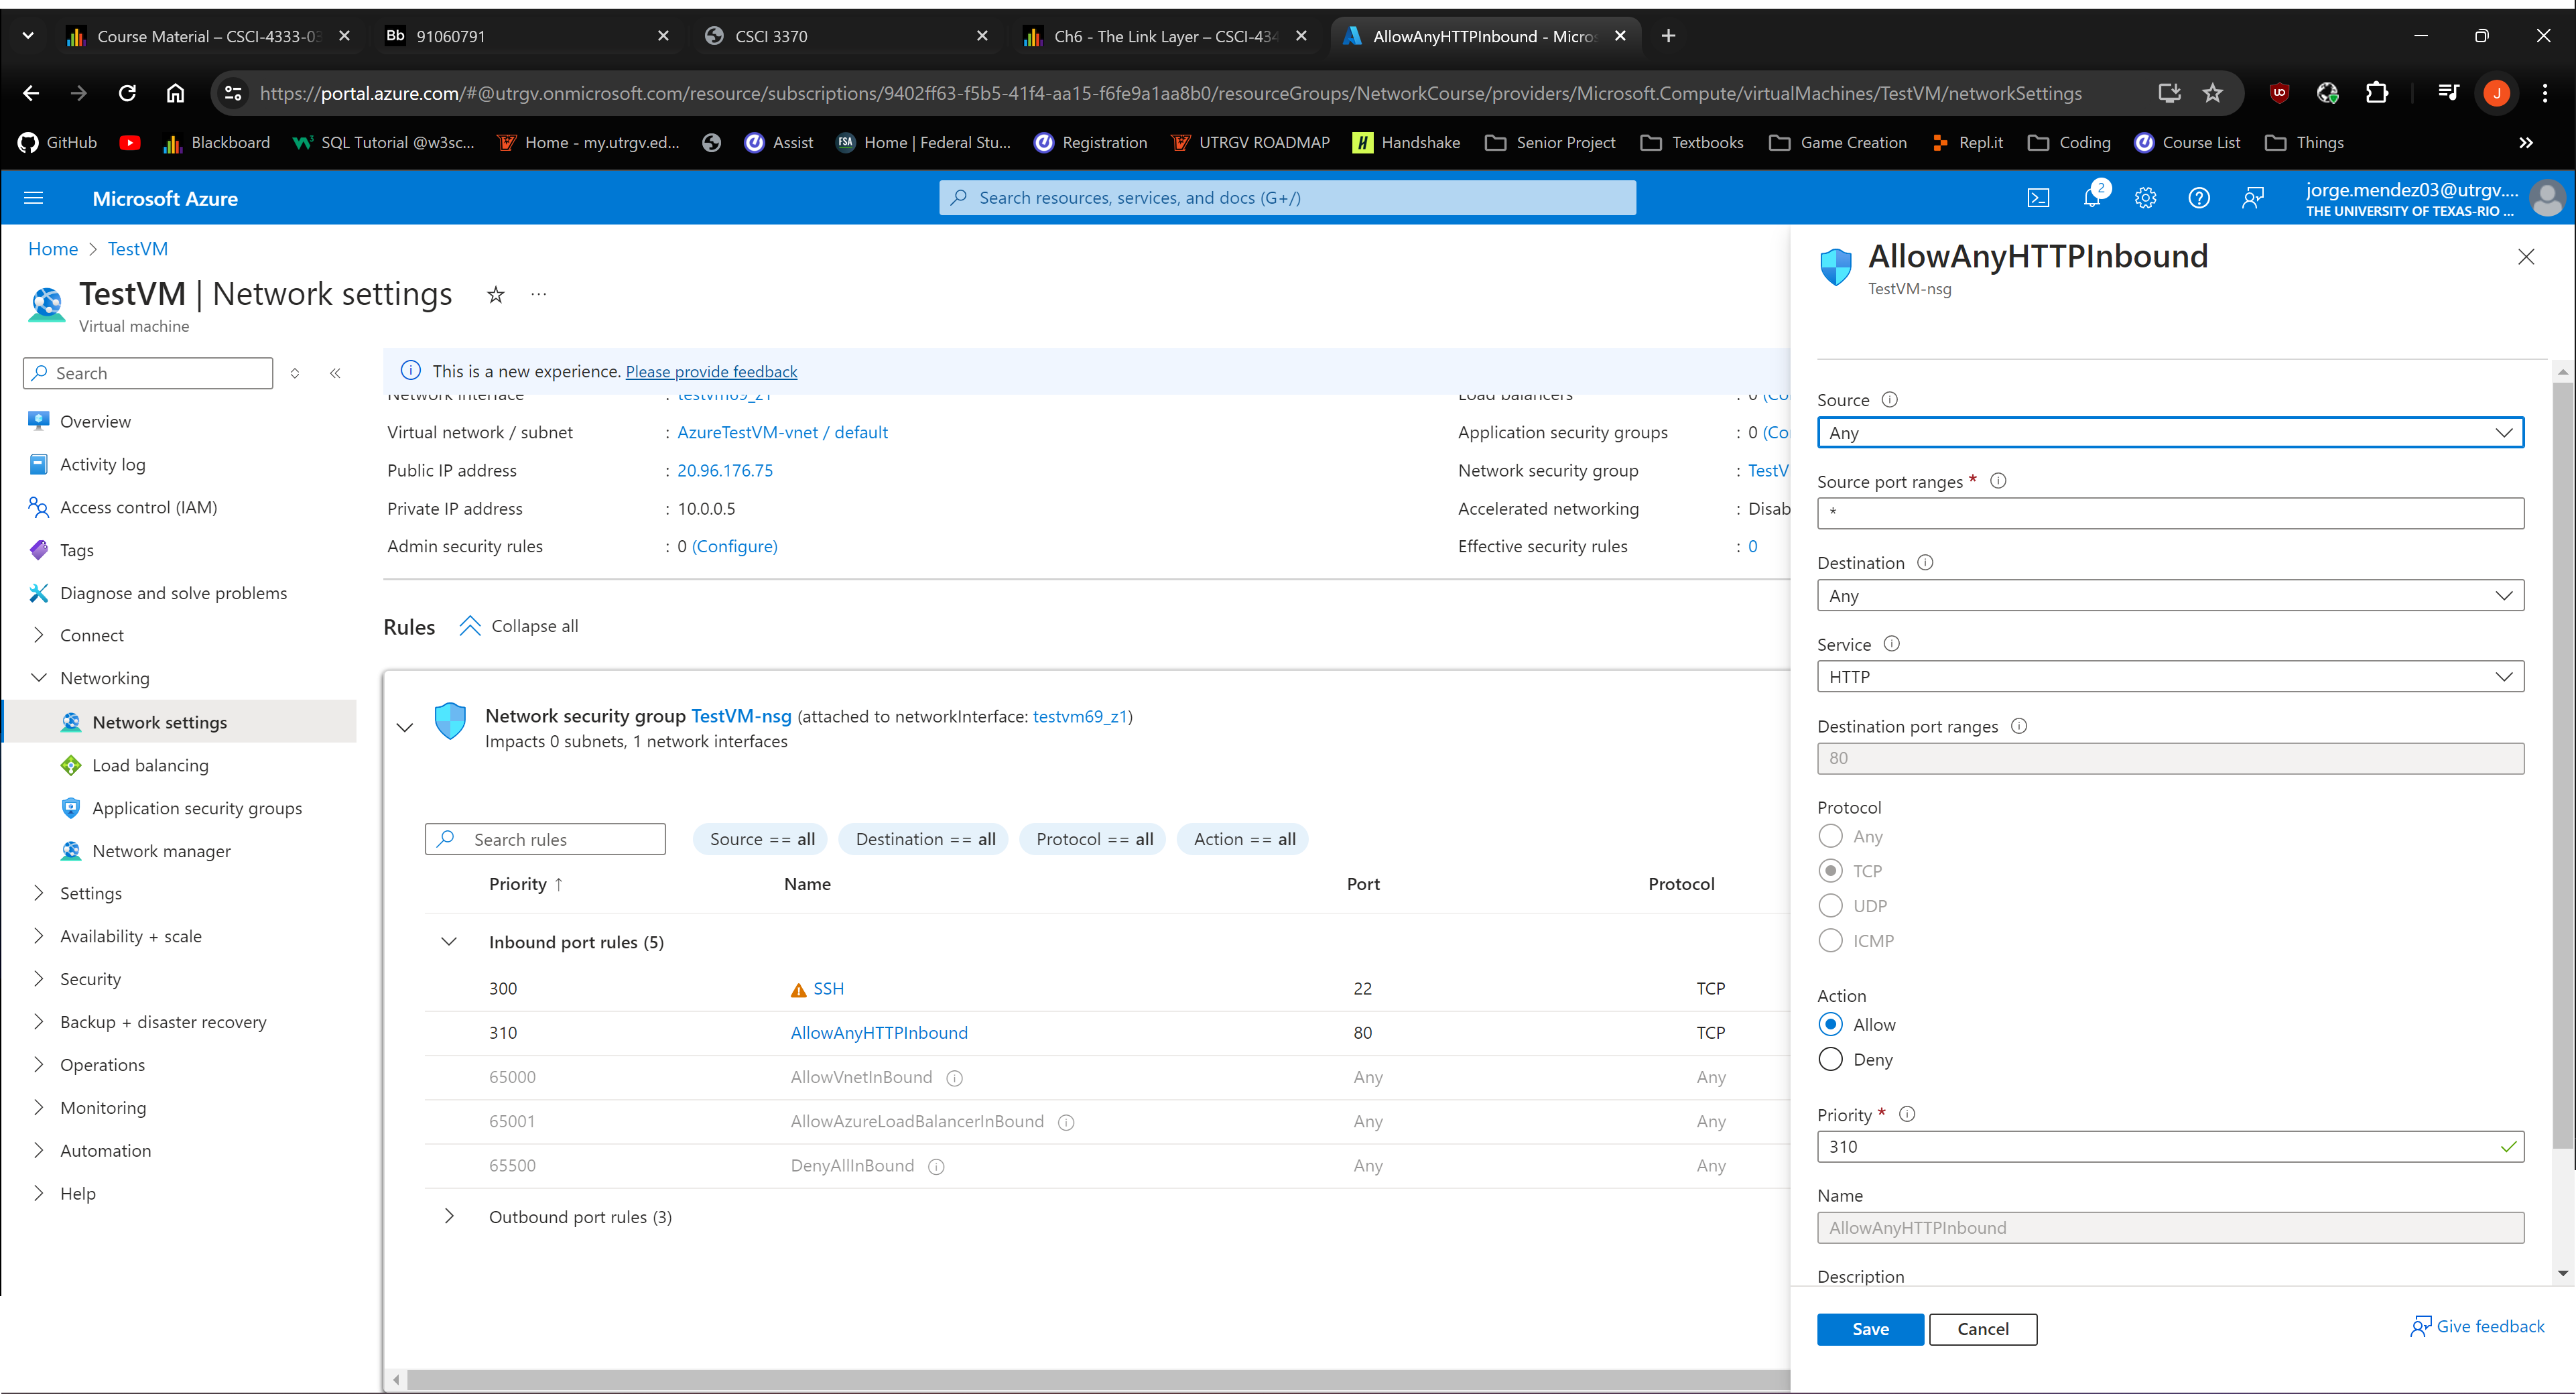 Course Material – CSCI-4333-03
Bb 91060791
CSCI 3370
Ch6 - The Link Layer – CSCI-434
AllowAnyHTTPInbound - Micros
https://portal.azure.com/#@utrgv.onmicrosoft.com/resource/subscriptions/9402ff63-f5b5-41f4-aa15-f6fe9a1aa8b0/resourceGroups/NetworkCourse/providers/Microsoft.Compute/virtualMachines/TestVM/networkSettings
J
GitHub
Blackboard
SQL Tutorial @w3sc...
Home - my.utrgv.ed...
Assist
FSA Home | Federal Stu...
Registration
UTRGV ROADMAP
H Handshake
Senior Project
Textbooks
Game Creation
Repl.it
Coding
Course List
Things
Microsoft Azure
Search resources, services, and docs (G+/)
2
jorge.mendez03@utrgv....
THE UNIVERSITY OF TEXAS-RIO ...
Home > TestVM
TestVM | Network settings
Virtual machine
Search
Overview
Activity log
Access control (IAM)
Tags
Diagnose and solve problems
Connect
Networking
Network settings
Load balancing
Application security groups
Network manager
Settings
Availability + scale
Security
Backup + disaster recovery
Operations
Monitoring
Automation
Help
This is a new experience. Please provide feedback
Network interface : testvm69_z1
Virtual network / subnet : AzureTestVM-vnet / default
Public IP address : 20.96.176.75
Private IP address : 10.0.0.5
Admin security rules : 0 (Configure)
Load balancers : 0 (Co
Application security groups : 0 (Co
Network security group : TestV
Accelerated networking : Disab
Effective security rules : 0
Rules
Collapse all
Network security group TestVM-nsg (attached to networkInterface: testvm69_z1)
Impacts 0 subnets, 1 network interfaces
Search rules
Source == all
Destination == all
Protocol == all
Action == all
Priority ↑ Name Port Protocol
Inbound port rules (5)
300 SSH 22 TCP
310 AllowAnyHTTPInbound 80 TCP
65000 AllowVnetInBound Any Any
65001 AllowAzureLoadBalancerInBound Any Any
65500 DenyAllInBound Any Any
Outbound port rules (3)
AllowAnyHTTPInbound
TestVM-nsg
Source
Any
Source port ranges *
*
Destination
Any
Service
HTTP
Destination port ranges
80
Protocol
Any
TCP
UDP
ICMP
Action
Allow
Deny
Priority *
310
Name
AllowAnyHTTPInbound
Description
Save
Cancel
Give feedback